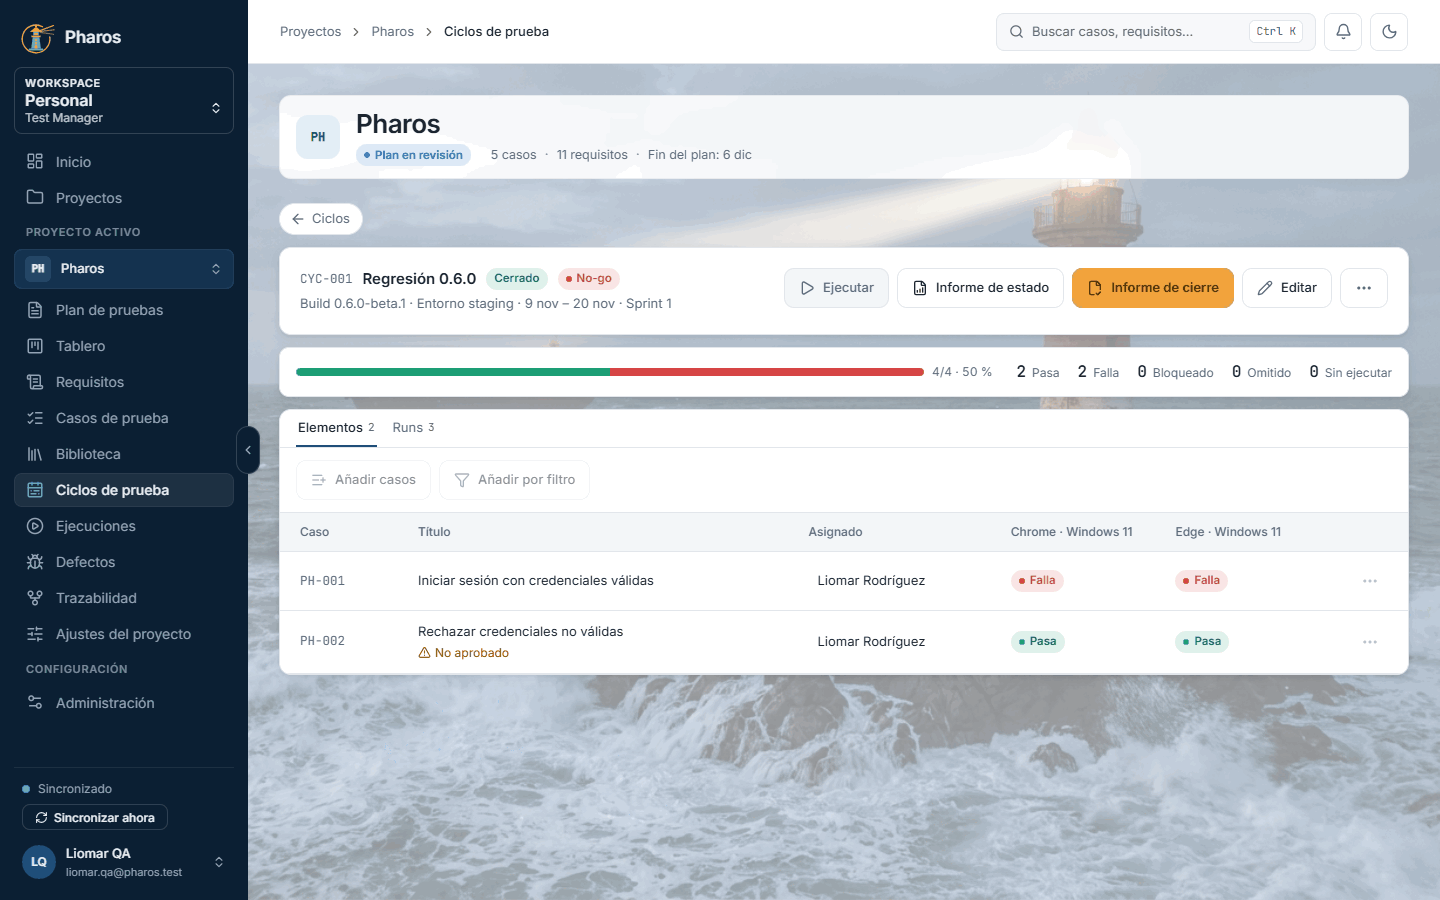 Pharos
WORKSPACE
Personal
Test Manager
Inicio
Proyectos
PROYECTO ACTIVO
PH Pharos
Plan de pruebas
Tablero
Requisitos
Casos de prueba
Biblioteca
Ciclos de prueba
Ejecuciones
Defectos
Trazabilidad
Ajustes del proyecto
CONFIGURACIÓN
Administración
Sincronizado
Sincronizar ahora
LQ
Liomar QA
liomar.qa@pharos.test
Proyectos > Pharos > Ciclos de prueba
Buscar casos, requisitos... Ctrl K
PH
Pharos
Plan en revisión 5 casos · 11 requisitos · Fin del plan: 6 dic
Ciclos
CYC-001 Regresión 0.6.0 Cerrado No-go
Build 0.6.0-beta.1 · Entorno staging · 9 nov – 20 nov · Sprint 1
Ejecutar
Informe de estado
Informe de cierre
Editar
4/4 · 50 % 2 Pasa 2 Falla 0 Bloqueado 0 Omitido 0 Sin ejecutar
Elementos 2 Runs 3
Añadir casos Añadir por filtro
Caso Título Asignado Chrome · Windows 11 Edge · Windows 11
PH-001 Iniciar sesión con credenciales válidas Liomar Rodríguez Falla Falla
PH-002 Rechazar credenciales no válidas Liomar Rodríguez Pasa Pasa
No aprobado